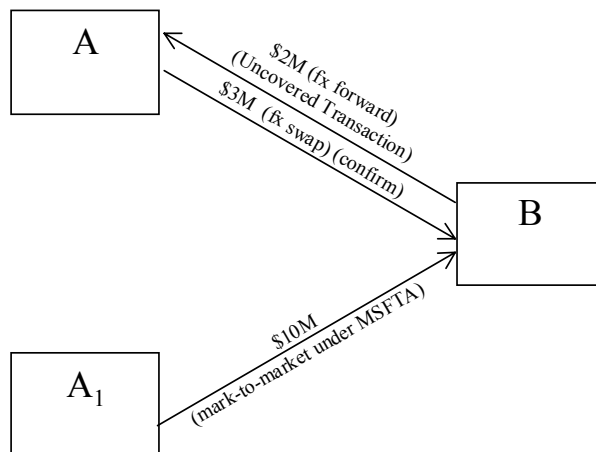 A
$2M (fx forward)
(Uncovered Transaction)
$3M (fx swap) (confirm)
B
$10M
(mark-to-market under MSFTA)
A1